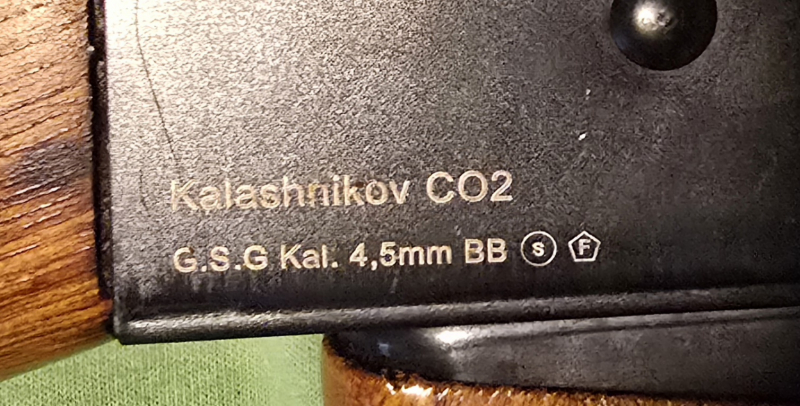 Kalashnikov CO2
G.S.G Kal. 4,5mm BB S F